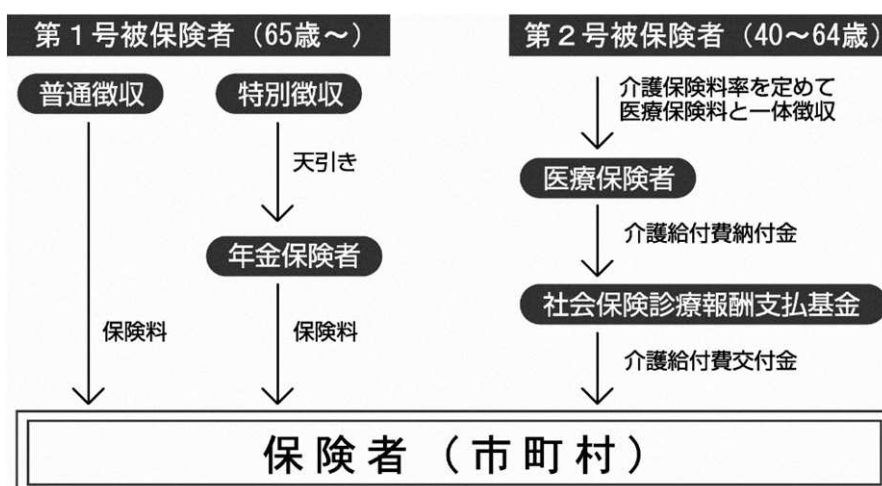 第１号被保険者（65歳～）
普通徴収
特別徴収
天引き
年金保険者
保険料
保険料
第２号被保険者（40～64歳）
介護保険料率を定めて
医療保険料と一体徴収
医療保険者
介護給付費納付金
社会保険診療報酬支払基金
介護給付費交付金
保険者（市町村）